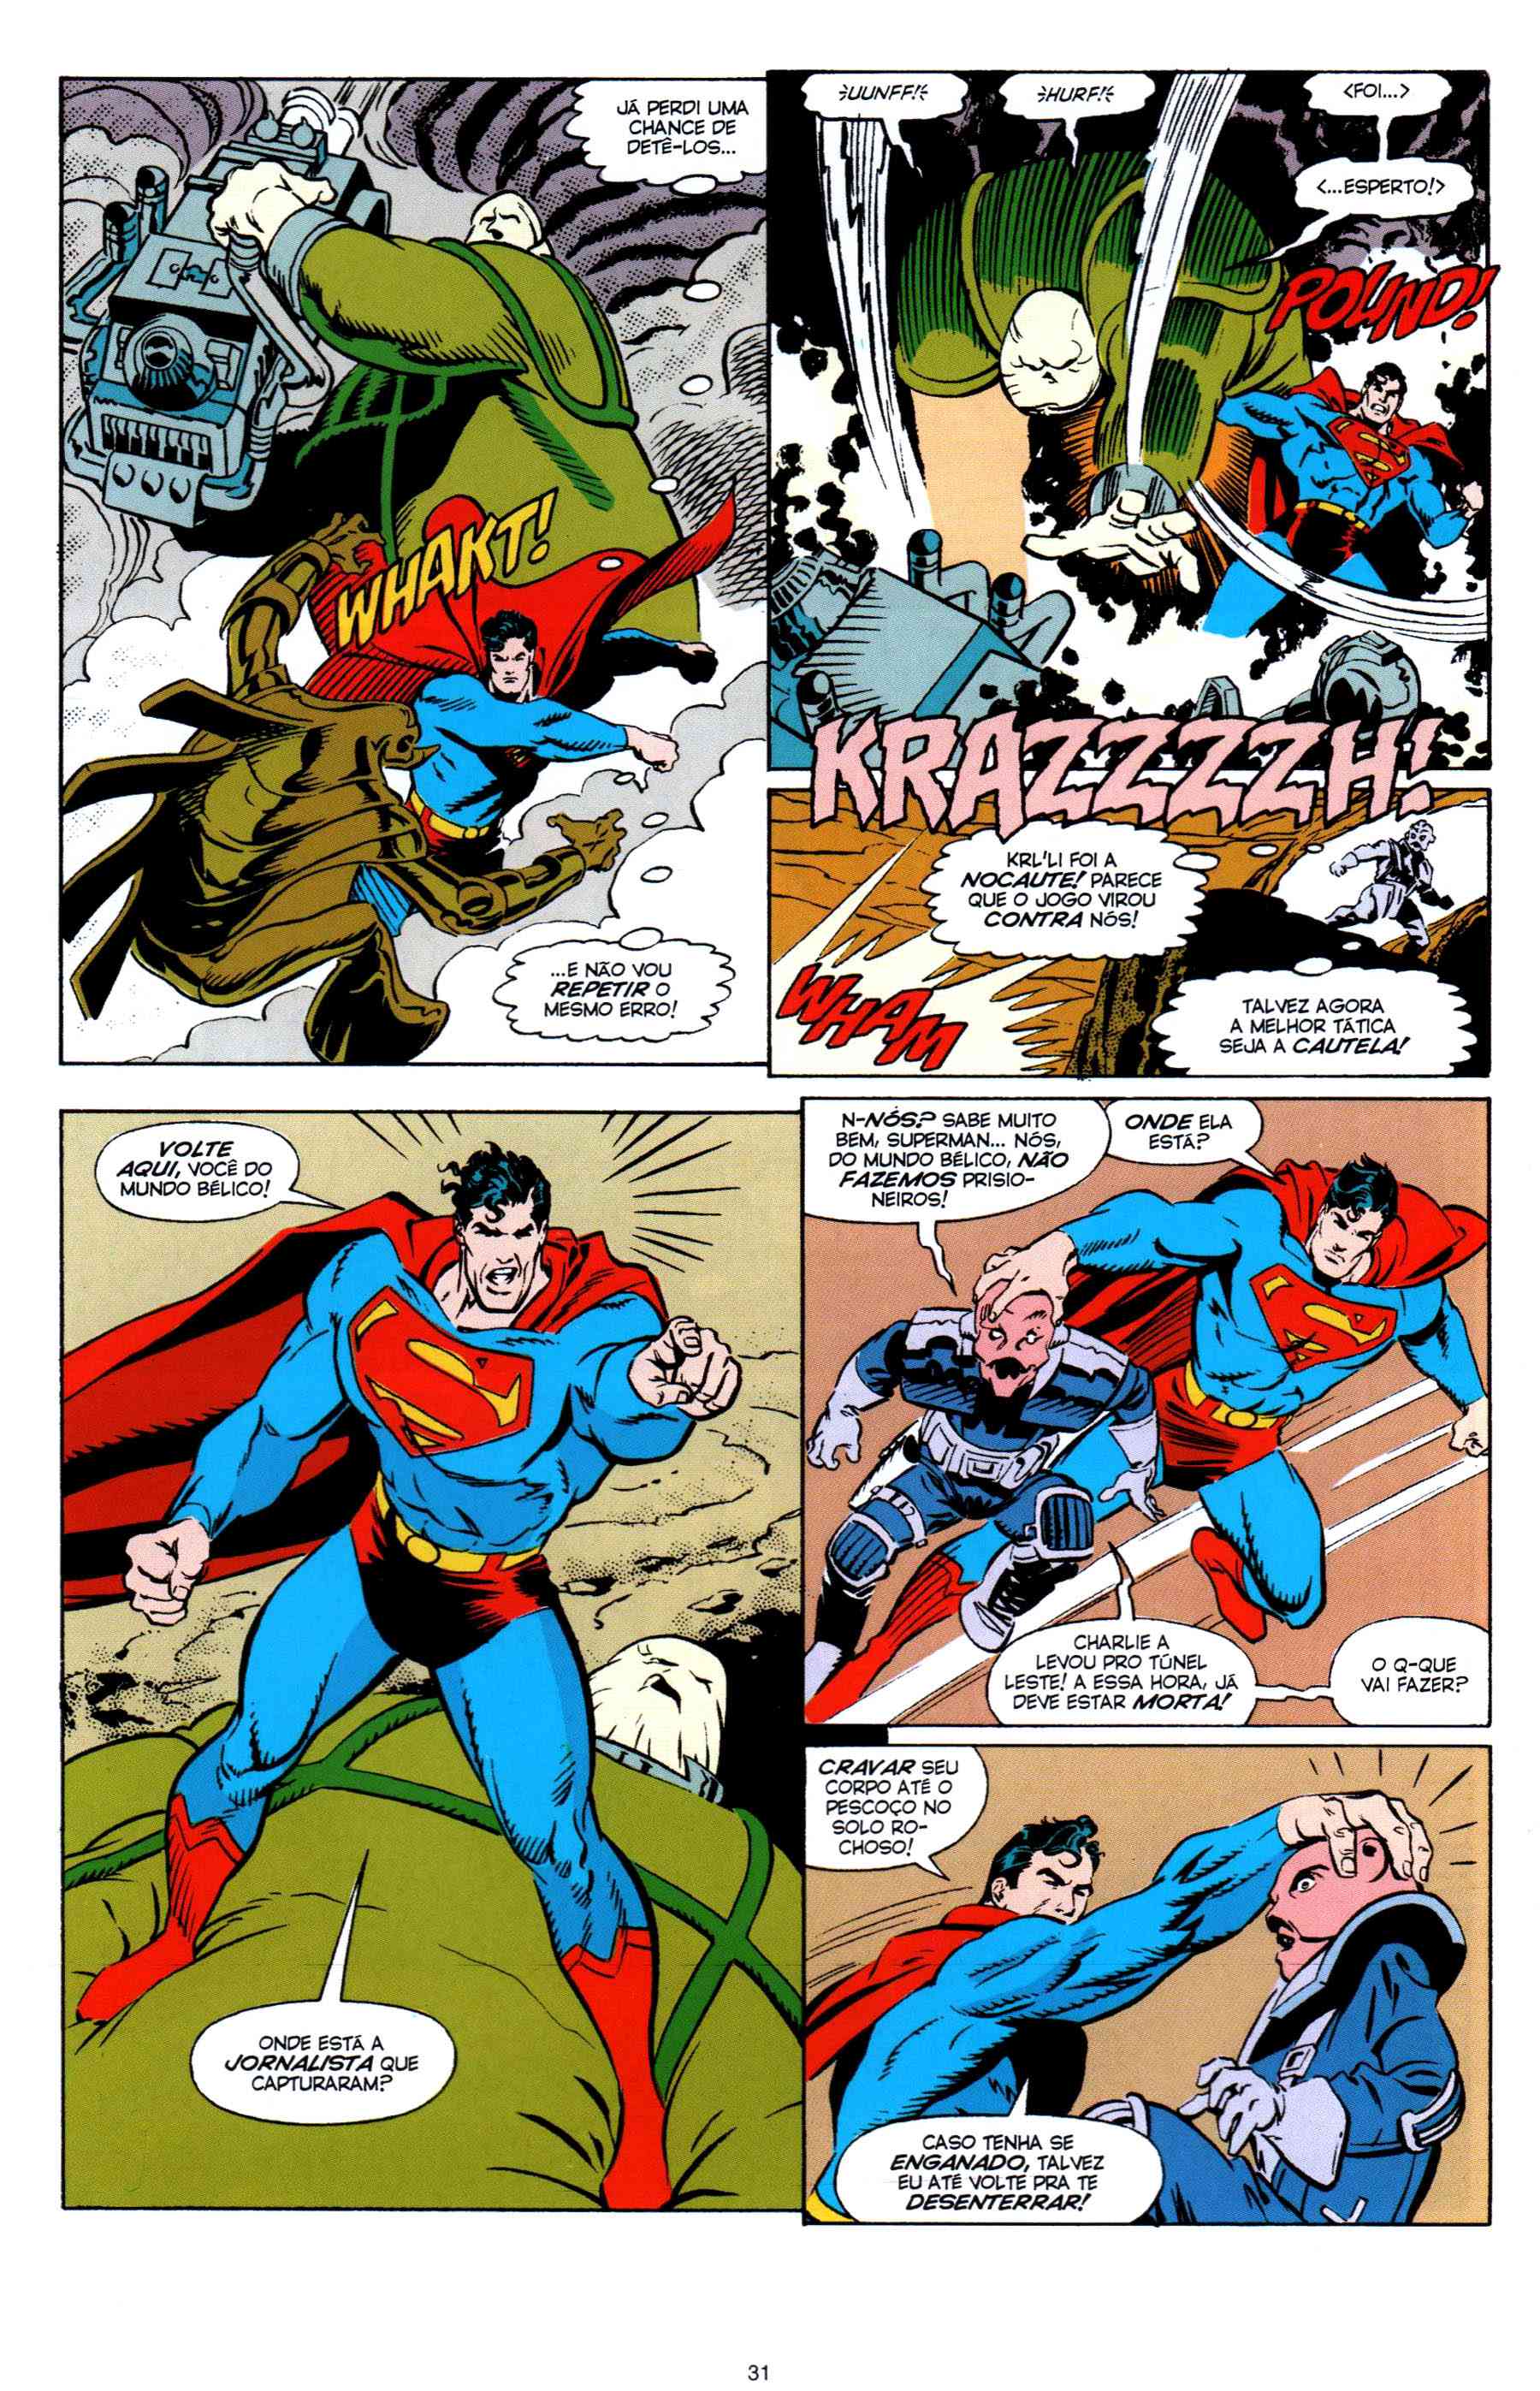 JÁ PERDI UMA
CHANCE DE
DETÊ-LOS...
WHAKT!
...E NÃO VOU
REPETIR O
MESMO ERRO!
UUNFF!
HURF!
<FOI...>
<...ESPERTO!>
POUND!
KRAZZZZZH!
KRL'LI FOI A
NOCAUTE! PARECE
QUE O JOGO VIROU
CONTRA NÓS!
WHAM
TALVEZ AGORA
A MELHOR TÁTICA
SEJA A CAUTELA!
VOLTE
AQUI, VOCÊ DO
MUNDO BÉLICO!
ONDE ESTÁ A
JORNALISTA QUE
CAPTURARAM?
N-NÓS? SABE MUITO
BEM, SUPERMAN... NÓS,
DO MUNDO BÉLICO, NÃO
FAZEMOS PRISIO-
NEIROS!
ONDE ELA
ESTÁ?
CHARLIE A
LEVOU PRO TÚNEL
LESTE! A ESSA HORA, JÁ
DEVE ESTAR MORTA!
O Q-QUE
VAI FAZER?
CRAVAR SEU
CORPO ATÉ O
PESCOÇO NO
SOLO RO-
CHOSO!
CASO TENHA SE
ENGANADO, TALVEZ
EU ATÉ VOLTE PRA TE
DESENTERRAR!
31